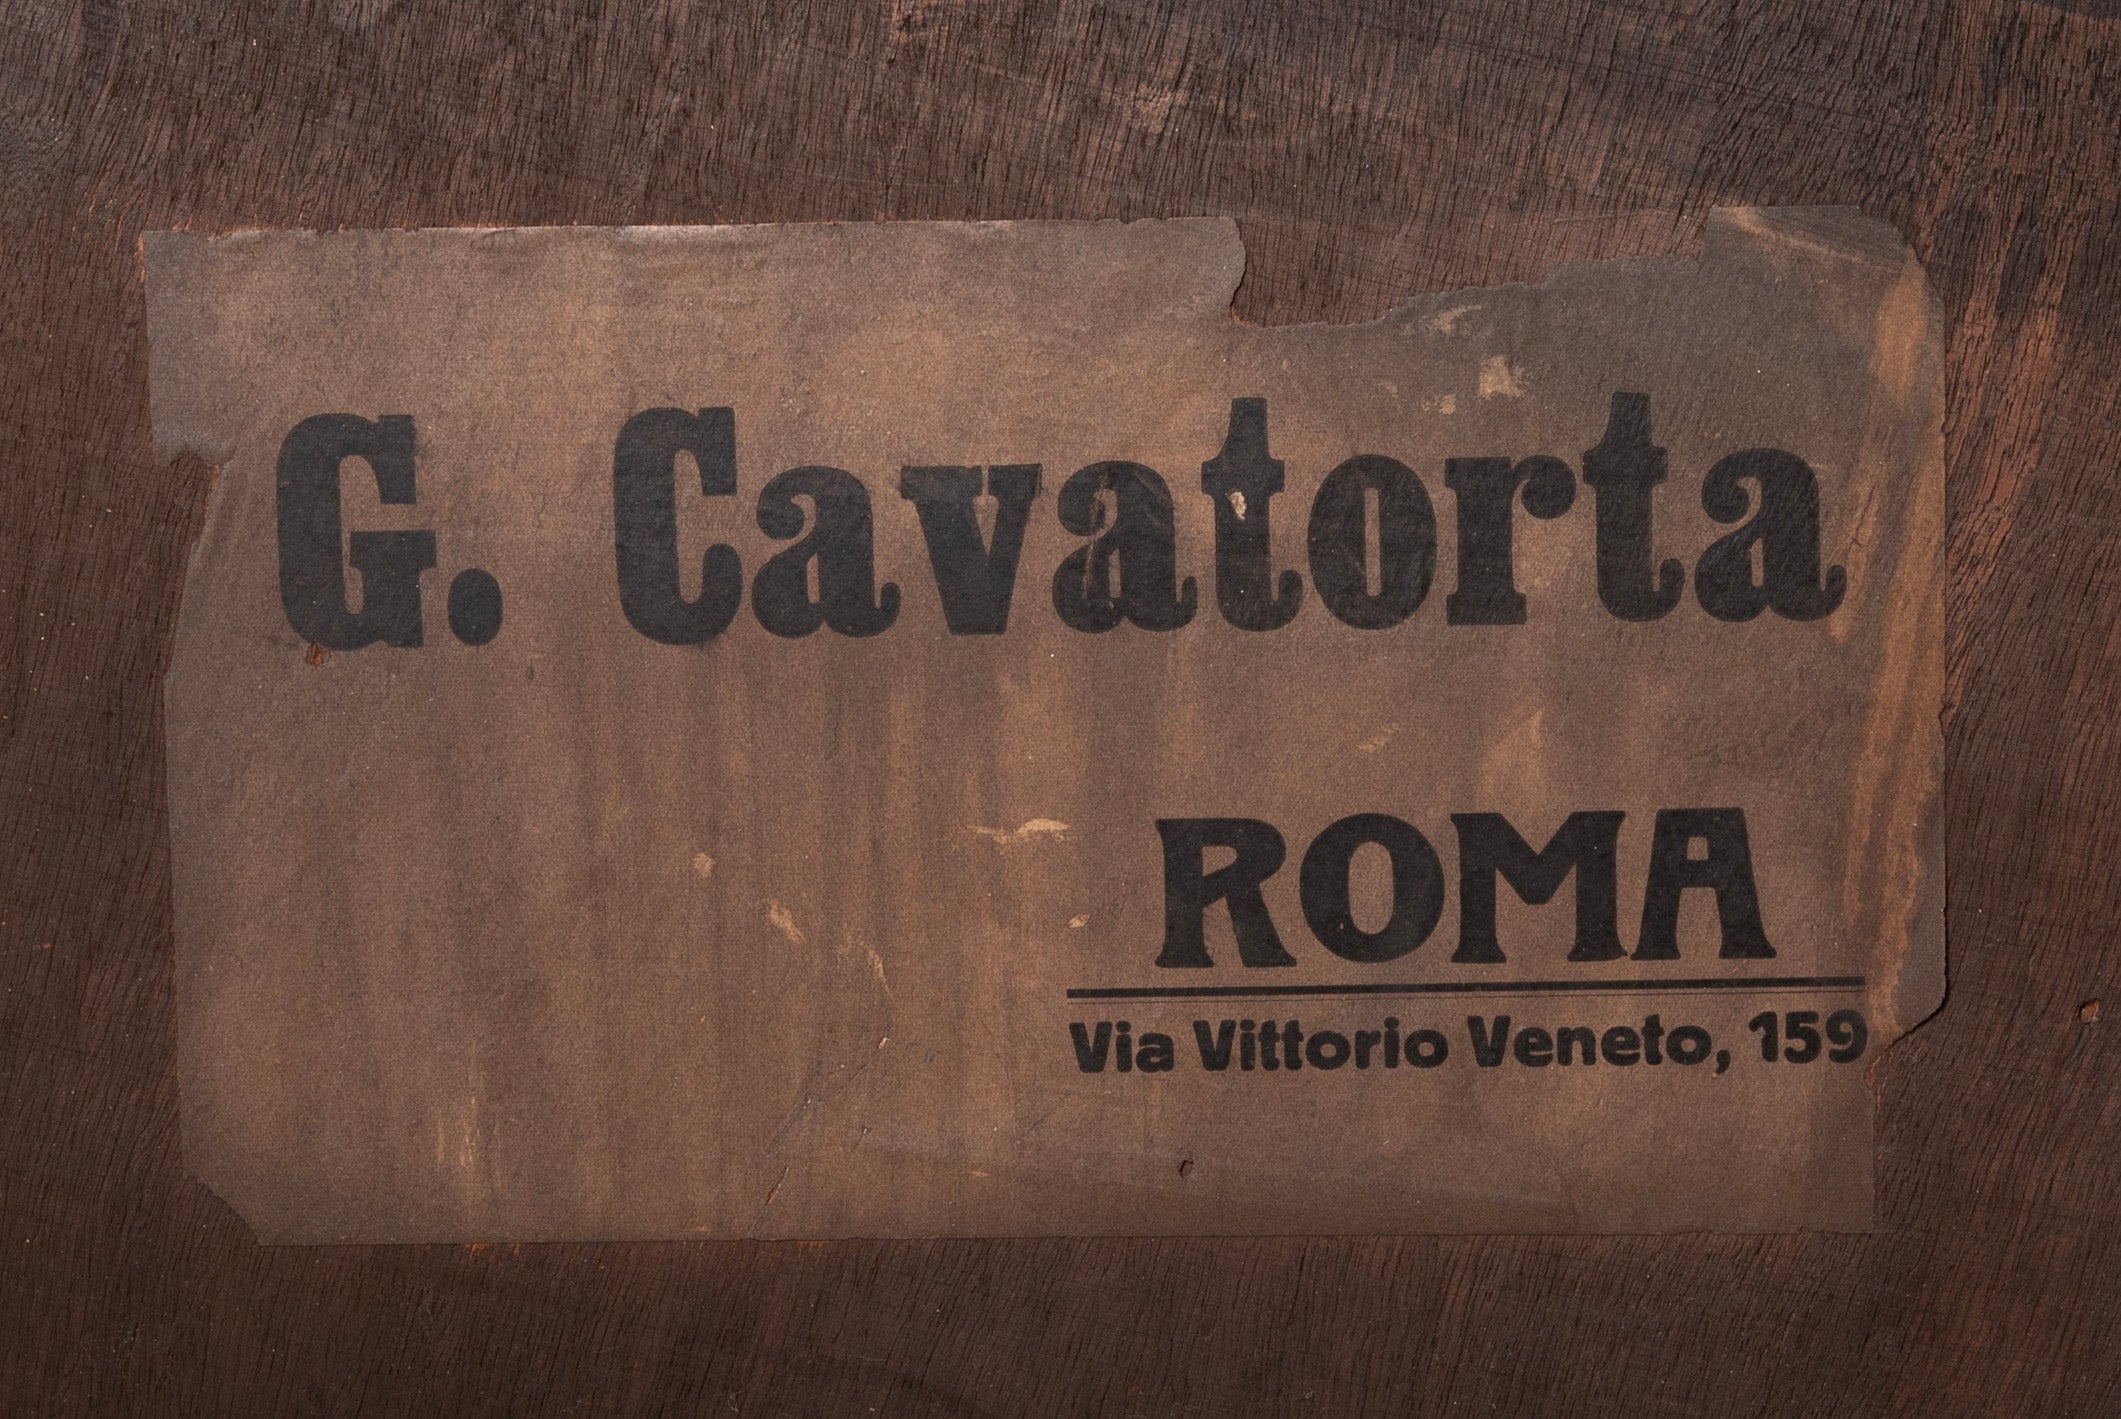 G. Cavatorta
ROMA
Via Vittorio Veneto, 159